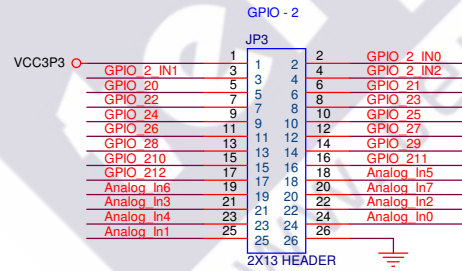 GPIO - 2
JP3
VCC3P3 1 1 2 2 GPIO_2_IN0
GPIO_2_IN1 3 3 4 4 GPIO_2_IN2
GPIO_20 5 5 6 6 GPIO_21
GPIO_22 7 7 8 8 GPIO_23
GPIO_24 9 9 10 10 GPIO_25
GPIO_26 11 11 12 12 GPIO_27
GPIO_28 13 13 14 14 GPIO_29
GPIO_210 15 15 16 16 GPIO_211
GPIO_212 17 17 18 18 Analog_In5
Analog_In6 19 19 20 20 Analog_In7
Analog_In3 21 21 22 22 Analog_In2
Analog_In4 23 23 24 24 Analog_In0
Analog_In1 25 25 26 26
2X13 HEADER